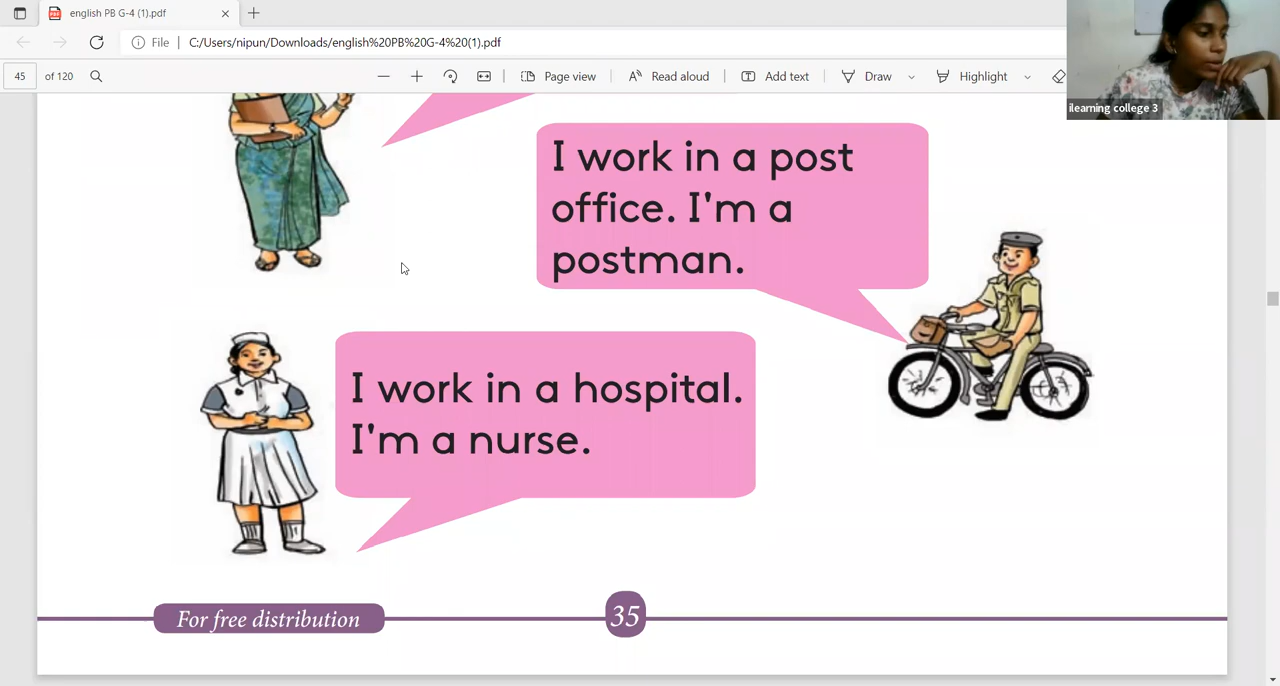 english PB G-4 (1).pdf
File
C:/Users/nipun/Downloads/english%20PB%20G-4%20(1).pdf
45
of 120
Page view
Read aloud
Add text
Draw
Highlight
ilearning college 3
I work in a post
office. I'm a
postman.
I work in a hospital.
I'm a nurse.
For free distribution
35